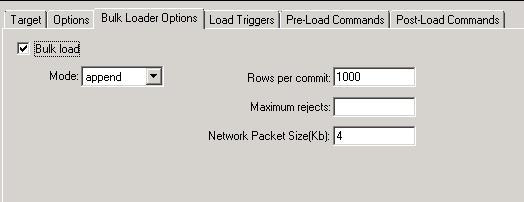 Target Options Bulk Loader Options Load Triggers Pre-Load Commands Post-Load Commands
Bulk load
Mode: append Rows per commit: 1000
Maximum rejects:
Network Packet Size(Kb): 4